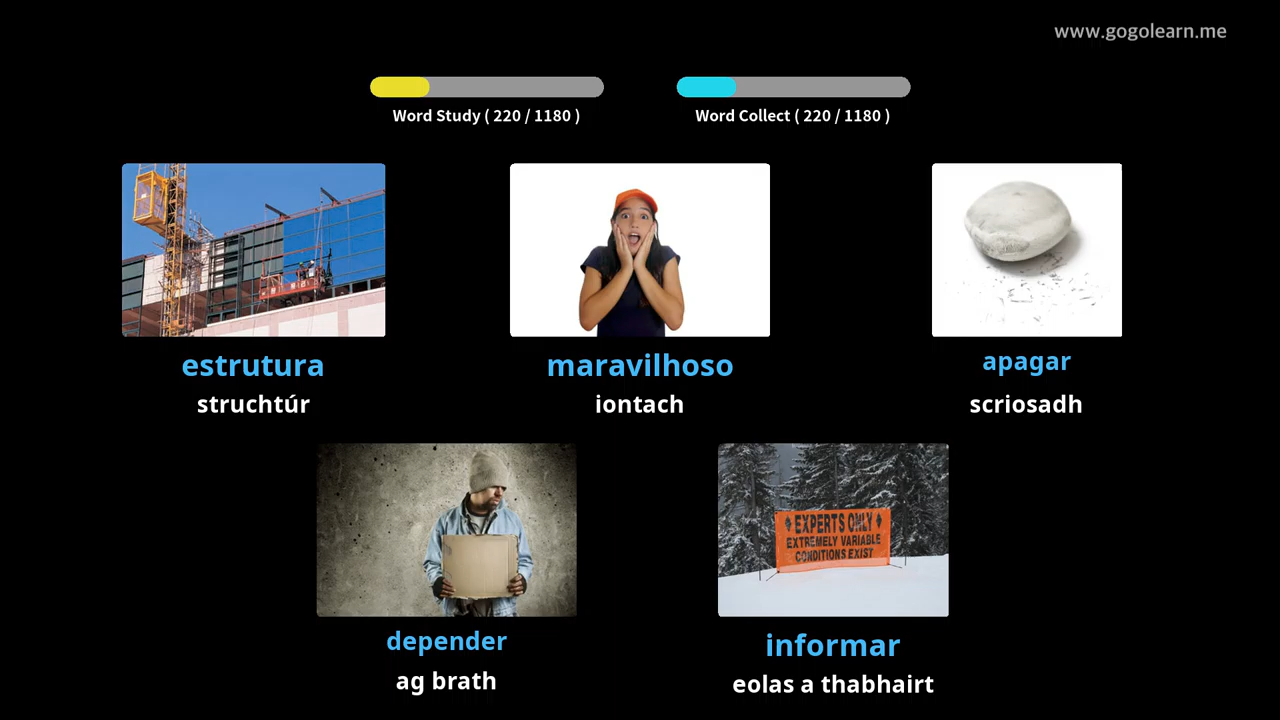 www.gogolearn.me
Word Study ( 220 / 1180 )
Word Collect ( 220 / 1180 )
estrutura
struchtúr
maravilhoso
iontach
apagar
scriosadh
depender
ag brath
EXPERTS ONLY
EXTREMELY VARIABLE
CONDITIONS EXIST
informar
eolas a thabhairt